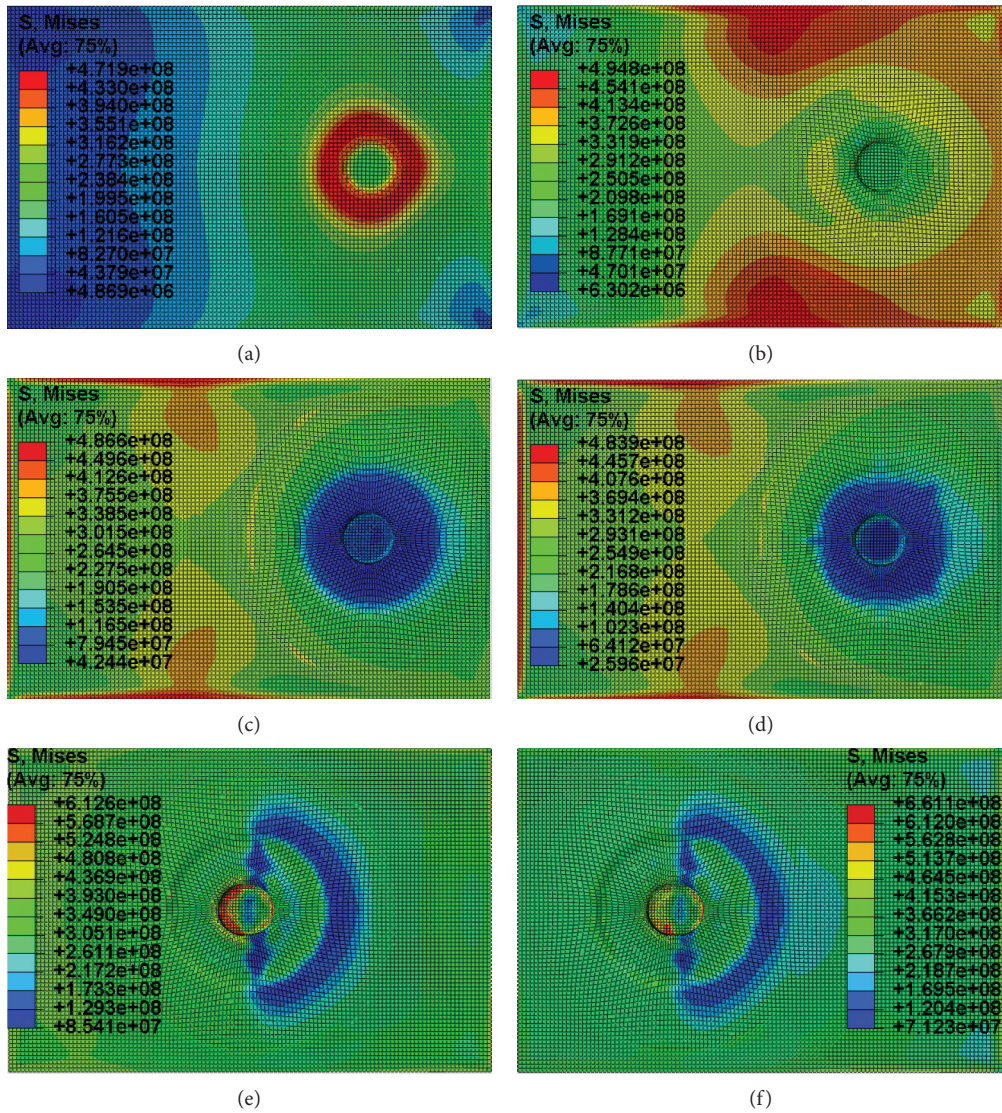 S, Mises
(Avg: 75%)
+4.719e+08
+4.330e+08
+3.940e+08
+3.551e+08
+3.162e+08
+2.773e+08
+2.384e+08
+1.995e+08
+1.605e+08
+1.216e+08
+8.270e+07
+4.379e+07
+4.869e+06
(a)
S, Mises
(Avg: 75%)
+4.948e+08
+4.541e+08
+4.134e+08
+3.726e+08
+3.319e+08
+2.912e+08
+2.505e+08
+2.098e+08
+1.691e+08
+1.284e+08
+8.771e+07
+4.701e+07
+6.302e+06
(b)
S, Mises
(Avg: 75%)
+4.866e+08
+4.496e+08
+4.126e+08
+3.755e+08
+3.385e+08
+3.015e+08
+2.645e+08
+2.275e+08
+1.905e+08
+1.535e+08
+1.165e+08
+7.945e+07
+4.244e+07
(c)
S, Mises
(Avg: 75%)
+4.839e+08
+4.457e+08
+4.076e+08
+3.694e+08
+3.312e+08
+2.931e+08
+2.549e+08
+2.168e+08
+1.786e+08
+1.404e+08
+1.023e+08
+6.412e+07
+2.596e+07
(d)
S, Mises
(Avg: 75%)
+6.126e+08
+5.687e+08
+5.248e+08
+4.808e+08
+4.369e+08
+3.930e+08
+3.490e+08
+3.051e+08
+2.611e+08
+2.172e+08
+1.733e+08
+1.293e+08
+8.541e+07
(e)
S, Mises
(Avg: 75%)
+6.611e+08
+6.120e+08
+5.628e+08
+5.137e+08
+4.645e+08
+4.153e+08
+3.662e+08
+3.170e+08
+2.679e+08
+2.187e+08
+1.695e+08
+1.204e+08
+7.123e+07
(f)